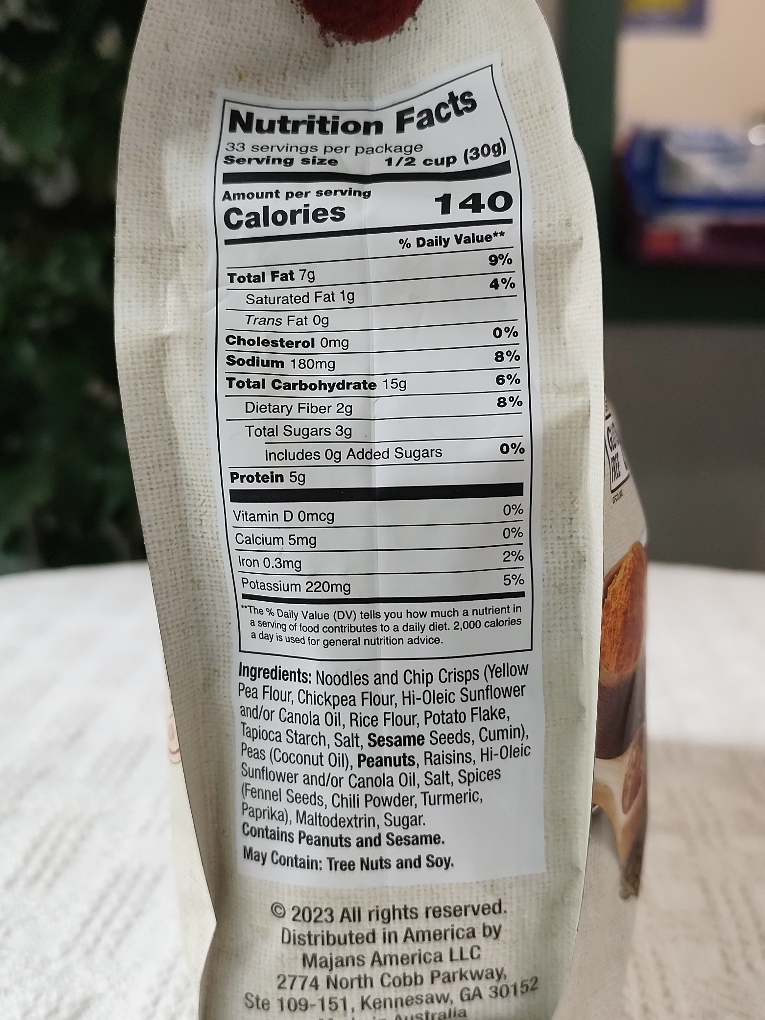 Nutrition Facts
33 servings per package
Serving size 1/2 cup (30g)
Amount per serving
Calories 140
% Daily Value**
Total Fat 7g 9%
Saturated Fat 1g 4%
Trans Fat 0g
Cholesterol 0mg 0%
Sodium 180mg 8%
Total Carbohydrate 15g 6%
Dietary Fiber 2g 8%
Total Sugars 3g
Includes 0g Added Sugars 0%
Protein 5g
Vitamin D 0mcg 0%
Calcium 5mg 0%
Iron 0.3mg 2%
Potassium 220mg 5%
**The % Daily Value (DV) tells you how much a nutrient in
a serving of food contributes to a daily diet. 2,000 calories
a day is used for general nutrition advice.
Ingredients: Noodles and Chip Crisps (Yellow
Pea Flour, Chickpea Flour, Hi-Oleic Sunflower
and/or Canola Oil, Rice Flour, Potato Flake,
Tapioca Starch, Salt, Sesame Seeds, Cumin),
Peas (Coconut Oil), Peanuts, Raisins, Hi-Oleic
Sunflower and/or Canola Oil, Salt, Spices
(Fennel Seeds, Chili Powder, Turmeric,
Paprika), Maltodextrin, Sugar.
Contains Peanuts and Sesame.
May Contain: Tree Nuts and Soy.
© 2023 All rights reserved.
Distributed in America by
Majans America LLC
2774 North Cobb Parkway,
Ste 109-151, Kennesaw, GA 30152
Made in Australia
FREE